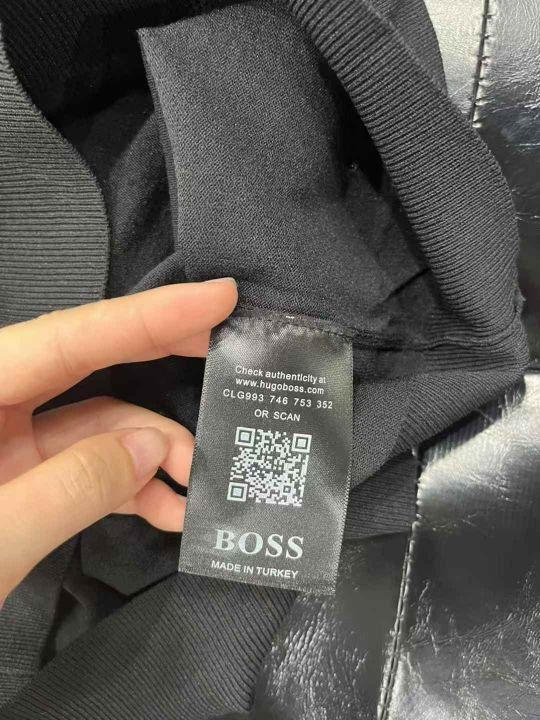 Check authenticity at
www.hugoboss.com
CLG993 746 753 352
OR SCAN
BOSS
MADE IN TURKEY